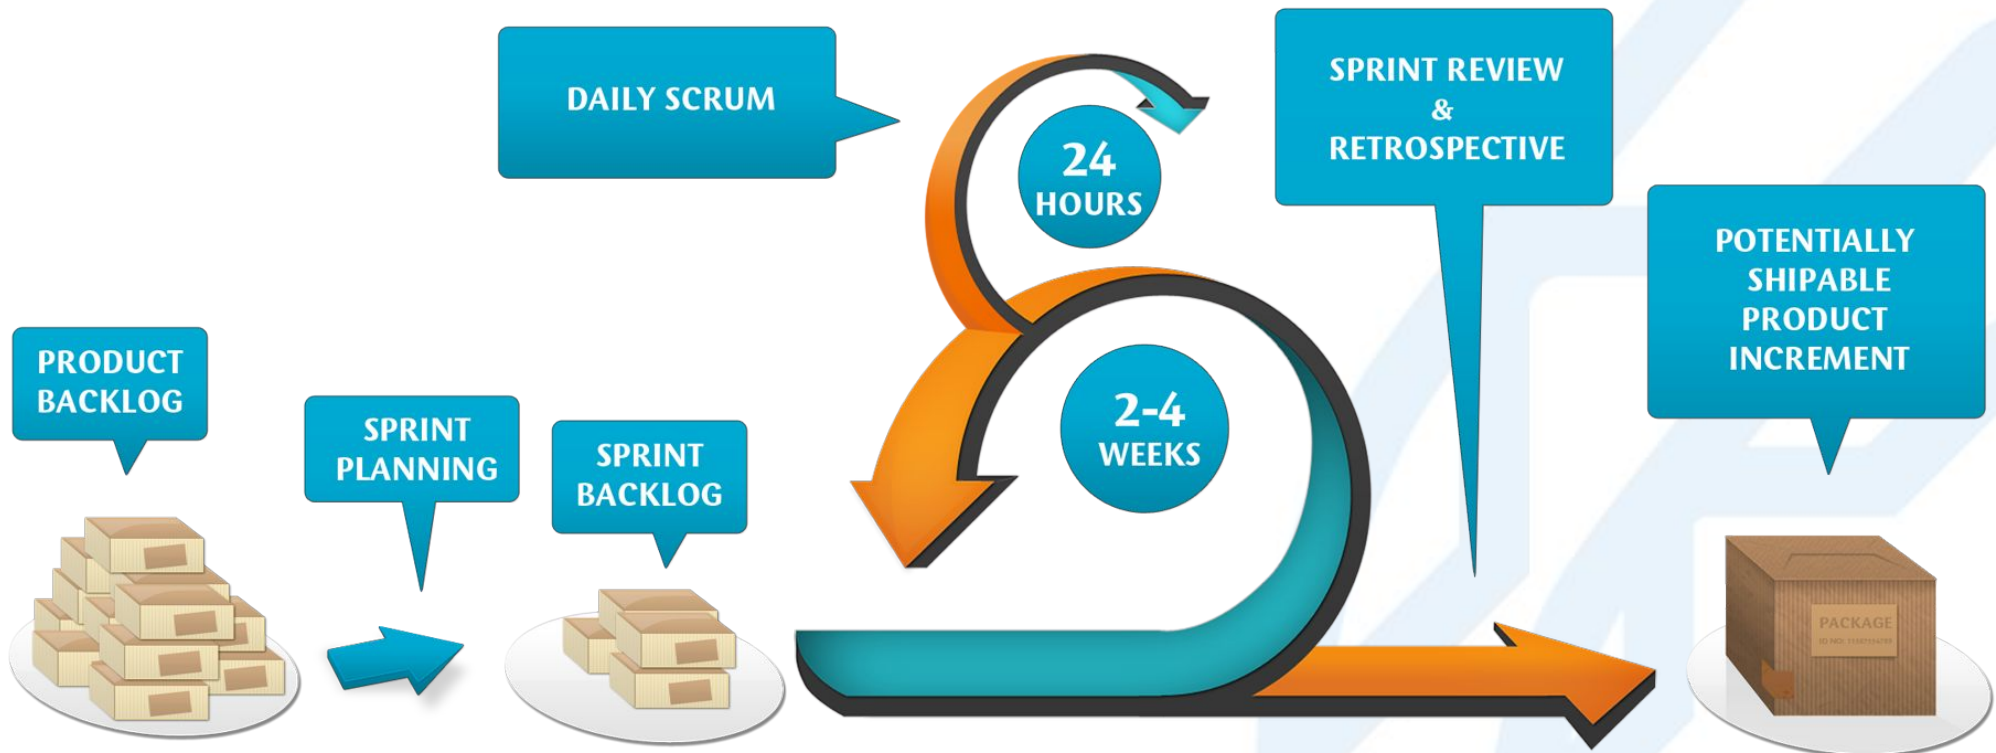 DAILY SCRUM
24
HOURS
SPRINT REVIEW
&
RETROSPECTIVE
POTENTIALLY
SHIPABLE
PRODUCT
INCREMENT
PRODUCT
BACKLOG
SPRINT
PLANNING
SPRINT
BACKLOG
2-4
WEEKS
PACKAGE